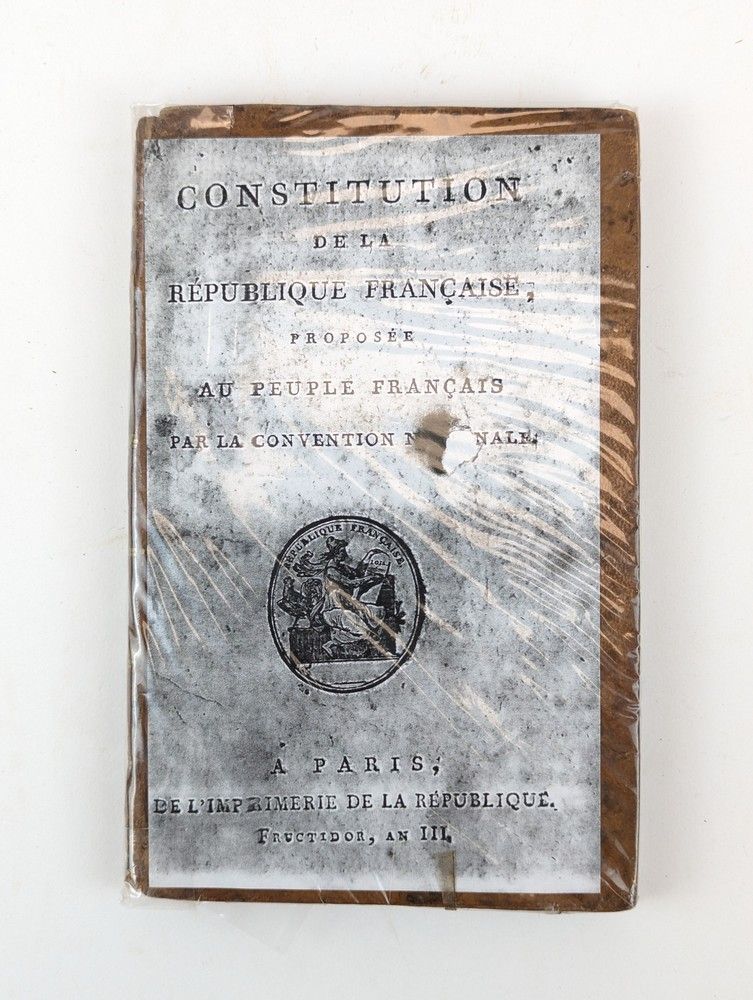 CONSTITUTION
DE LA
RÉPUBLIQUE FRANÇAISE,
PROPOSÉE
AU PEUPLE FRANÇAIS
PAR LA CONVENTION
RÉPUBLIQUE FRANÇAISE.
À PARIS,
DE L'IMPRIMERIE DE LA RÉPUBLIQUE.
FRUCTIDOR, AN III.